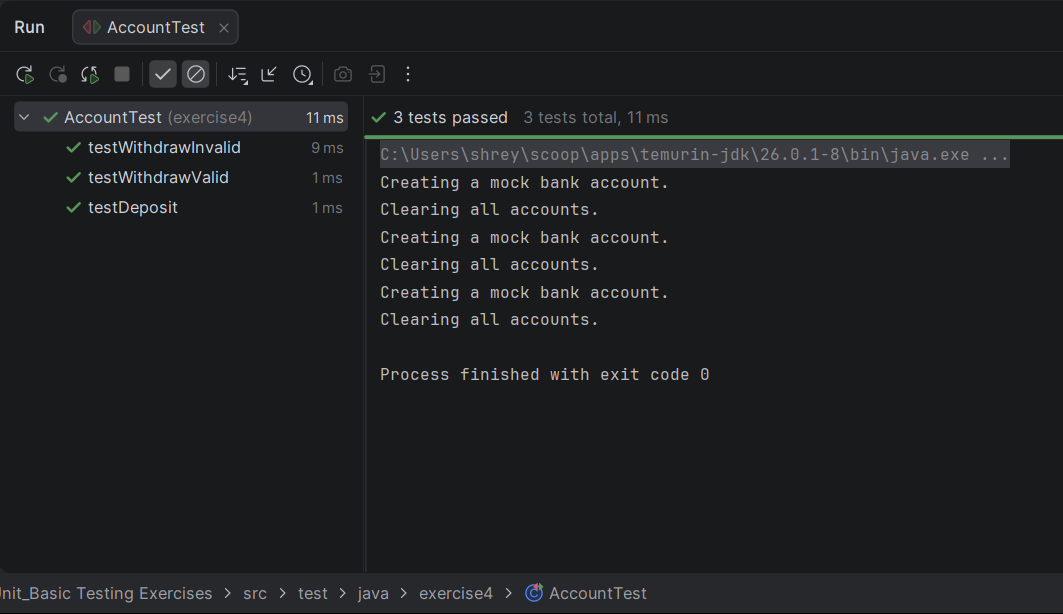 Run AccountTest
AccountTest (exercise4) 11 ms
testWithdrawInvalid 9 ms
testWithdrawValid 1 ms
testDeposit 1 ms
3 tests passed 3 tests total, 11 ms
C:\Users\shrey\scoop\apps\temurin-jdk\26.0.1-8\bin\java.exe ...
Creating a mock bank account.
Clearing all accounts.
Creating a mock bank account.
Clearing all accounts.
Creating a mock bank account.
Clearing all accounts.
Process finished with exit code 0
nit_Basic Testing Exercises > src > test > java > exercise4 > AccountTest